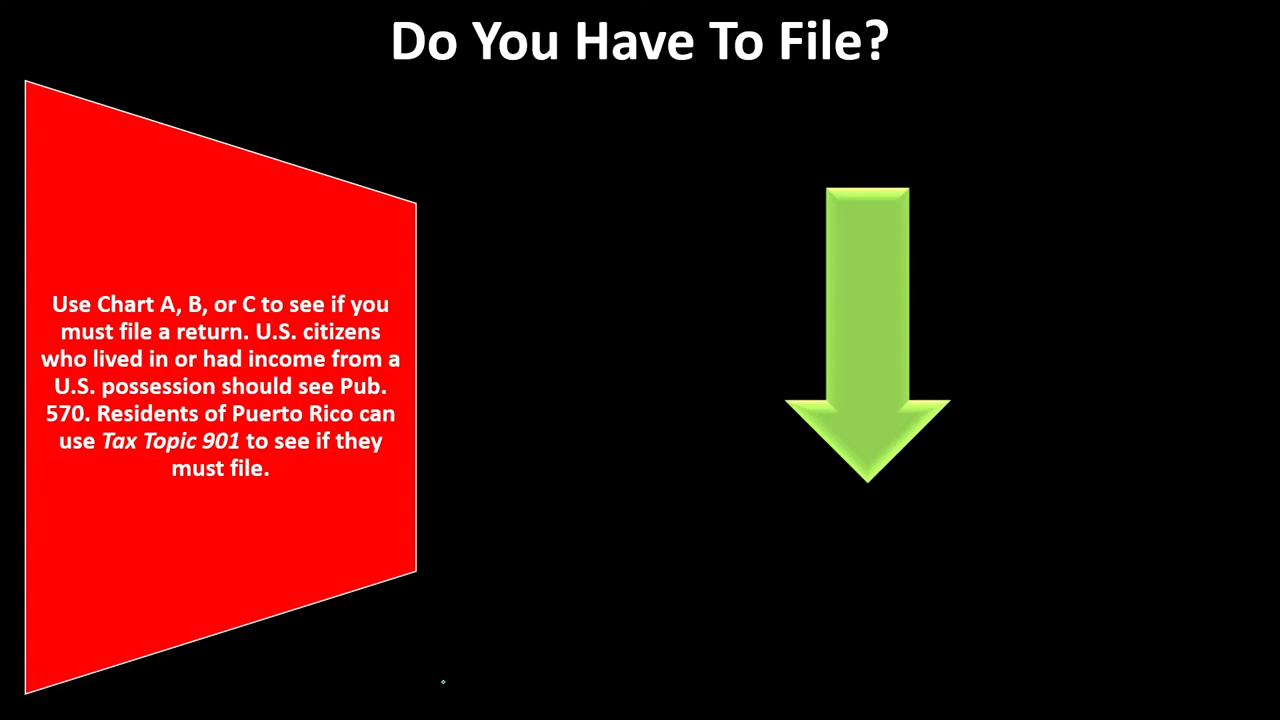 Do You Have To File?
Use Chart A, B, or C to see if you
must file a return. U.S. citizens
who lived in or had income from a
U.S. possession should see Pub.
570. Residents of Puerto Rico can
use Tax Topic 901 to see if they
must file.